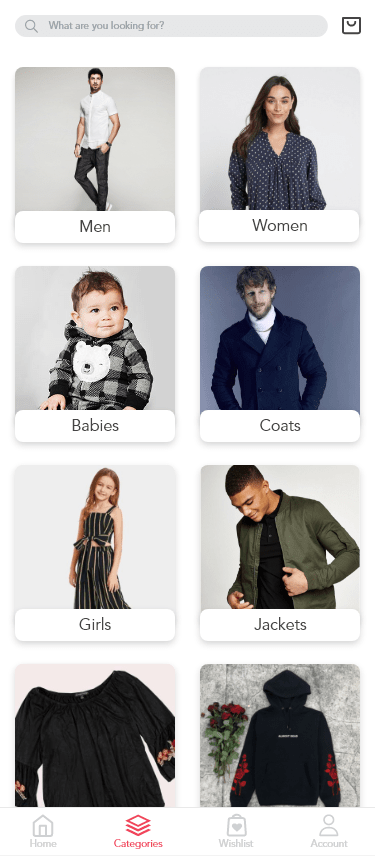 What are you looking for?
Men
Women
Babies
Coats
Girls
Jackets
Home
Categories
Wishlist
Account